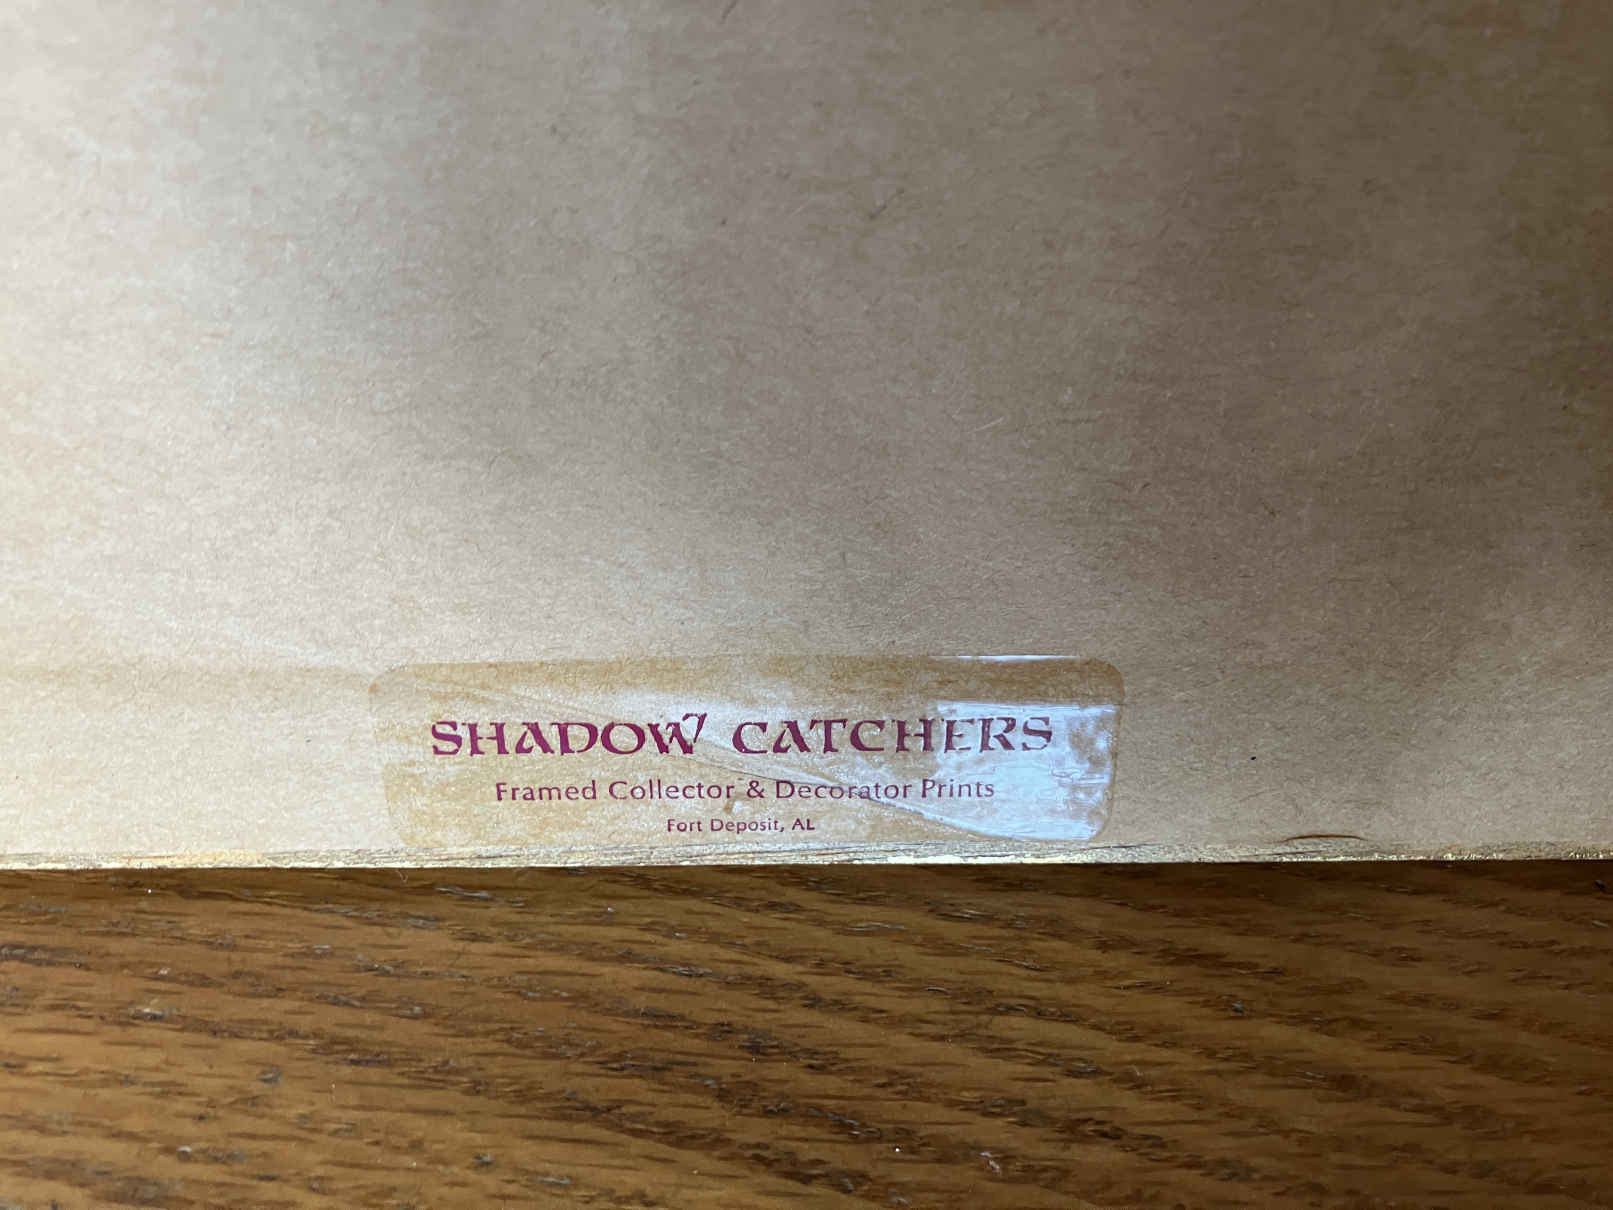 SHADOW CATCHERS
Framed Collector & Decorator Prints
Fort Deposit, AL